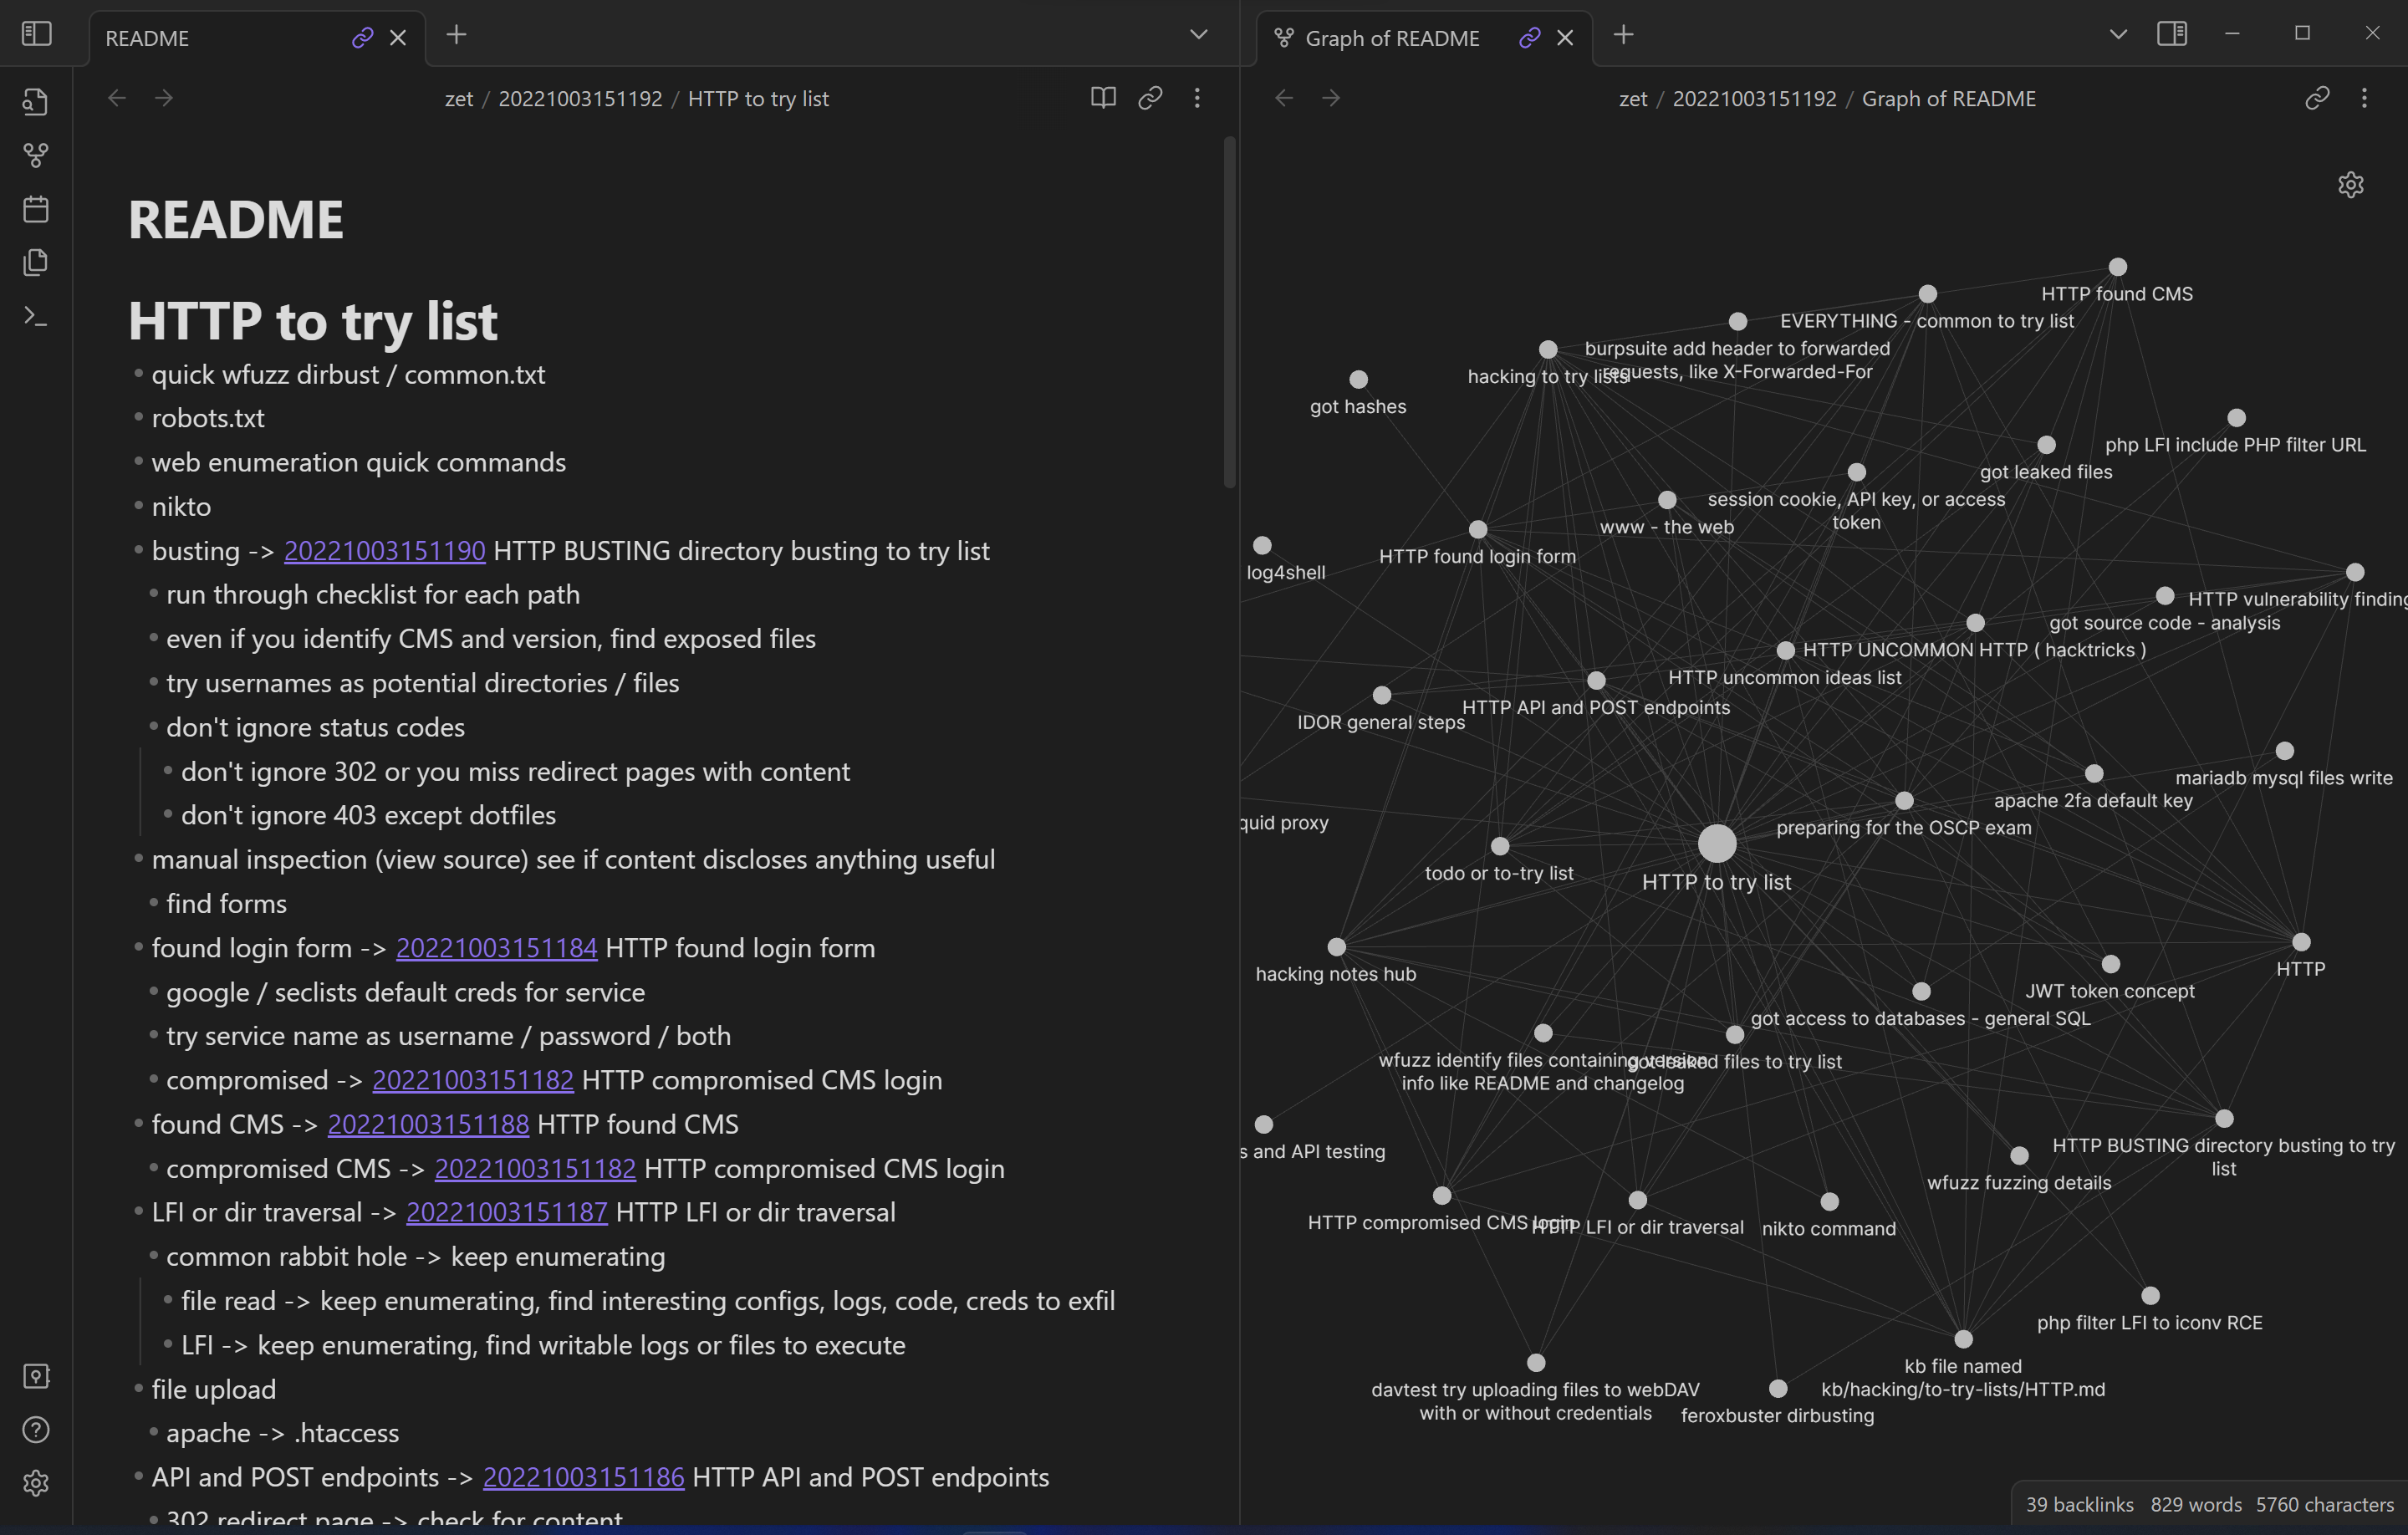 README
Graph of README
zet / 20221003151192 / HTTP to try list
zet / 20221003151192 / Graph of README
README
HTTP to try list
quick wfuzz dirbust / common.txt
robots.txt
web enumeration quick commands
nikto
busting -> 20221003151190 HTTP BUSTING directory busting to try list
run through checklist for each path
even if you identify CMS and version, find exposed files
try usernames as potential directories / files
don't ignore status codes
don't ignore 302 or you miss redirect pages with content
don't ignore 403 except dotfiles
manual inspection (view source) see if content discloses anything useful
find forms
found login form -> 20221003151184 HTTP found login form
google / seclists default creds for service
try service name as username / password / both
compromised -> 20221003151182 HTTP compromised CMS login
found CMS -> 20221003151188 HTTP found CMS
compromised CMS -> 20221003151182 HTTP compromised CMS login
LFI or dir traversal -> 20221003151187 HTTP LFI or dir traversal
common rabbit hole -> keep enumerating
file read -> keep enumerating, find interesting configs, logs, code, creds to exfil
LFI -> keep enumerating, find writable logs or files to execute
file upload
apache -> .htaccess
API and POST endpoints -> 20221003151186 HTTP API and POST endpoints
302 redirect page -> check for content
HTTP found CMS
EVERYTHING - common to try list
burpsuite add header to forwarded
requests, like X-Forwarded-For
hacking to try lists
got hashes
php LFI include PHP filter URL
got leaked files
session cookie, API key, or access
token
www - the web
HTTP found login form
log4shell
HTTP vulnerability finding
got source code - analysis
HTTP UNCOMMON HTTP ( hacktricks )
HTTP uncommon ideas list
HTTP API and POST endpoints
IDOR general steps
mariadb mysql files write
apache 2fa default key
quid proxy
preparing for the OSCP exam
todo or to-try list
HTTP to try list
hacking notes hub
HTTP
JWT token concept
got access to databases - general SQL
wfuzz identify files containing version
info like README and changelog
got leaked files to try list
s and API testing
HTTP BUSTING directory busting to try
list
wfuzz fuzzing details
HTTP compromised CMS login
HTTP LFI or dir traversal
nikto command
php filter LFI to iconv RCE
kb file named
kb/hacking/to-try-lists/HTTP.md
davtest try uploading files to webDAV
with or without credentials
feroxbuster dirbusting
39 backlinks 829 words 5760 characters